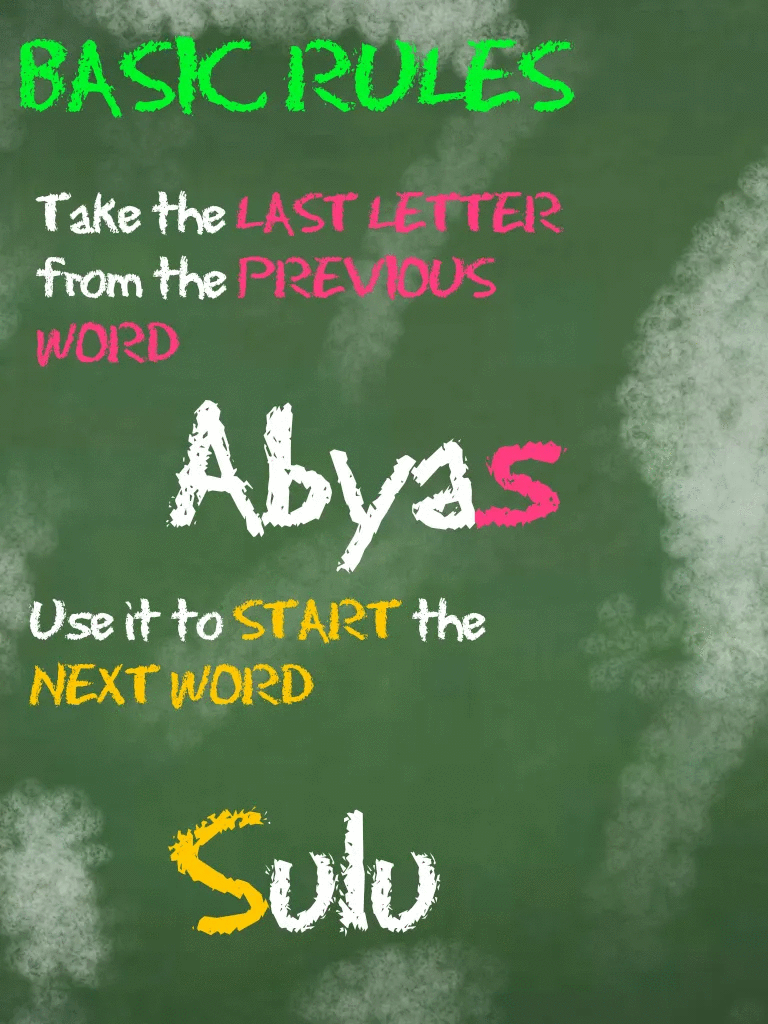 BASIC RULES
Take the LAST LETTER
from the PREVIOUS
WORD
Abyas
Use it to START the
NEXT WORD
Sulu